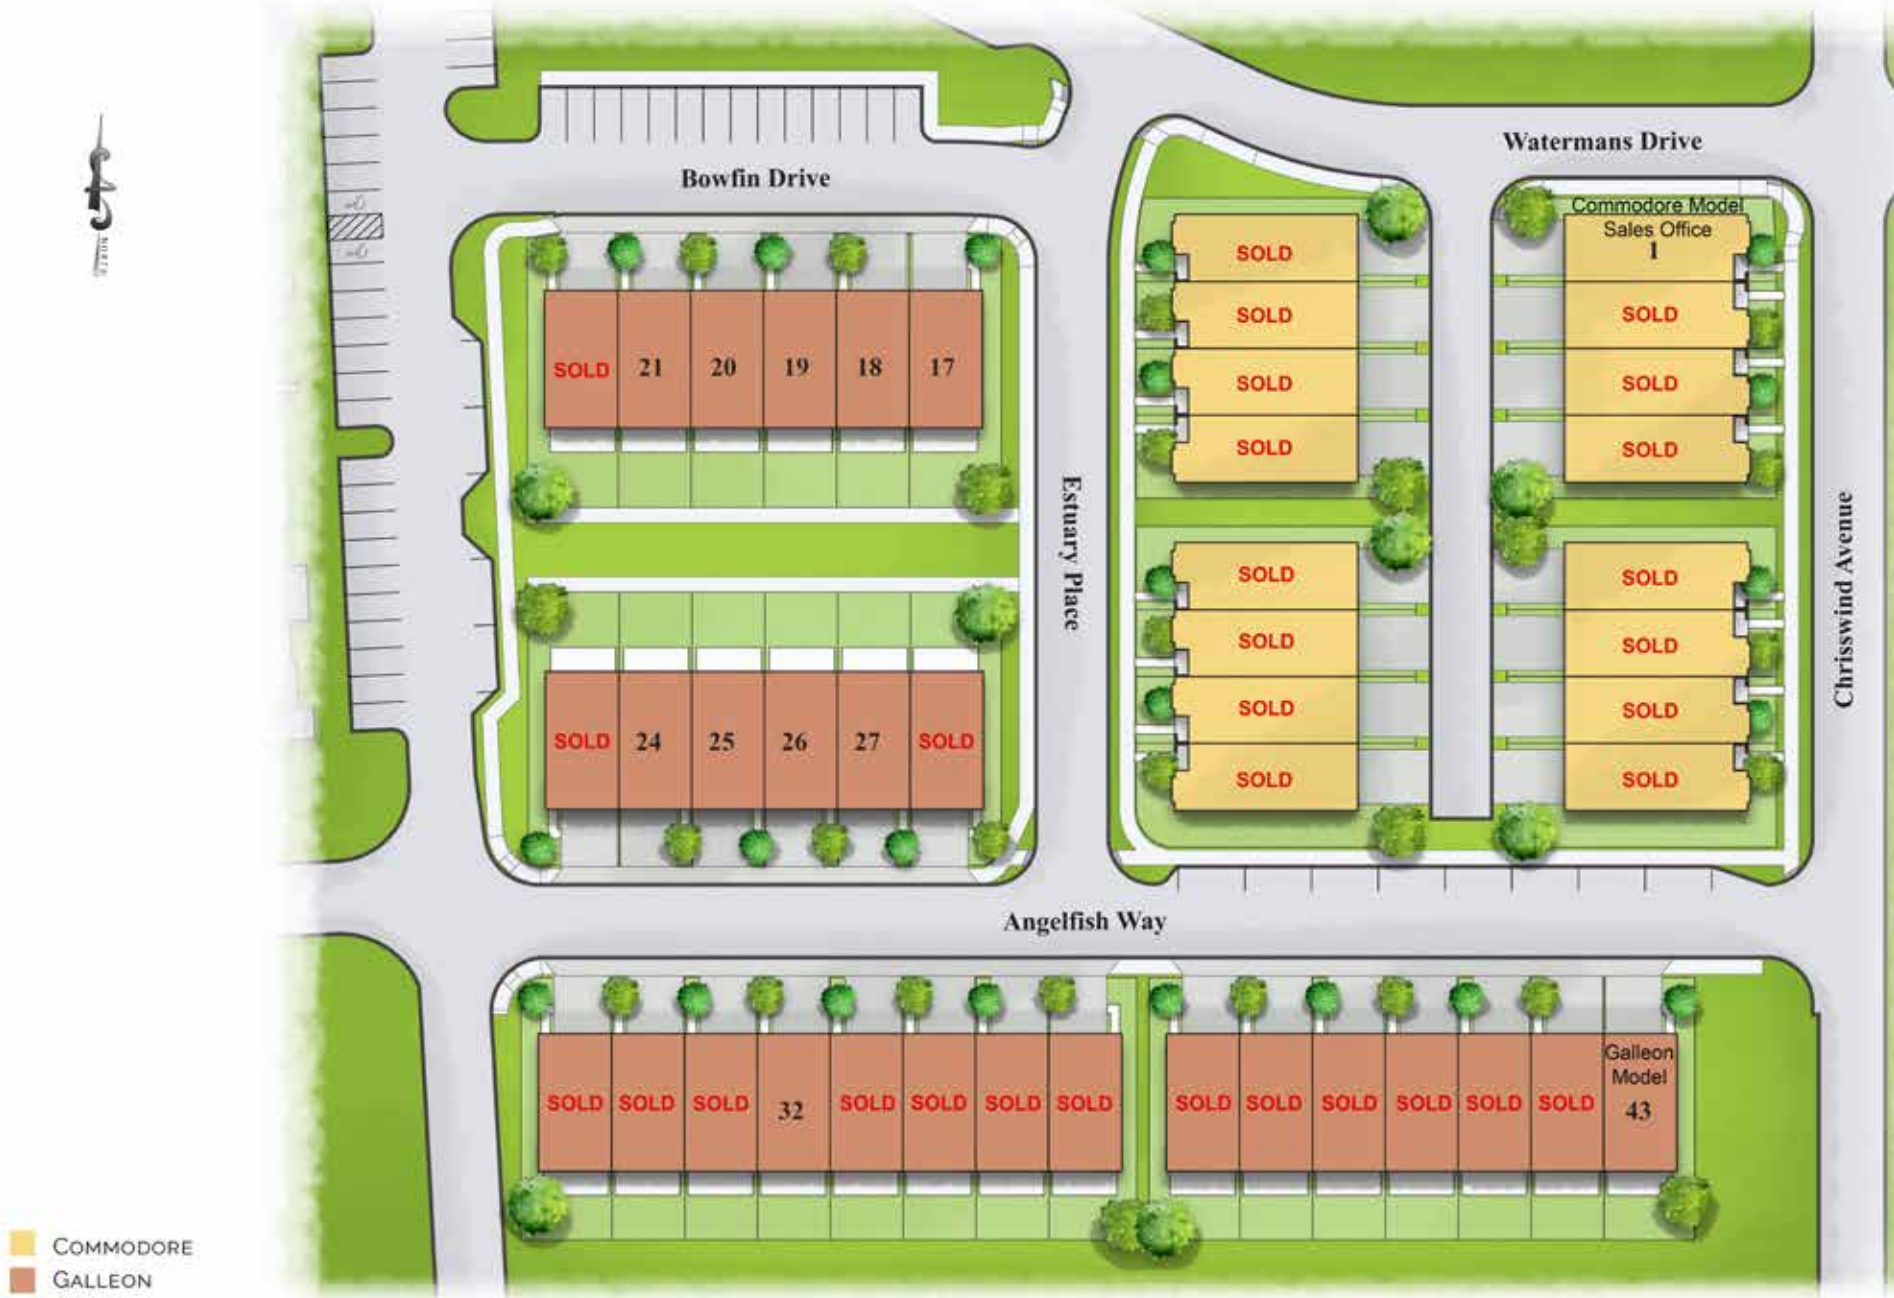 Watermans Drive
Bowfin Drive
NORTH
Commodore Model
Sales Office
1
SOLD
SOLD
SOLD
SOLD
SOLD
SOLD
SOLD
SOLD 21 20 19 18 17
Estuary Place
Chrisswind Avenue
SOLD
SOLD
SOLD
SOLD
SOLD
SOLD
SOLD
SOLD
SOLD 24 25 26 27 SOLD
Angelfish Way
Galleon
Model
43
SOLD SOLD SOLD 32 SOLD SOLD SOLD SOLD
SOLD SOLD SOLD SOLD SOLD SOLD
COMMODORE
GALLEON